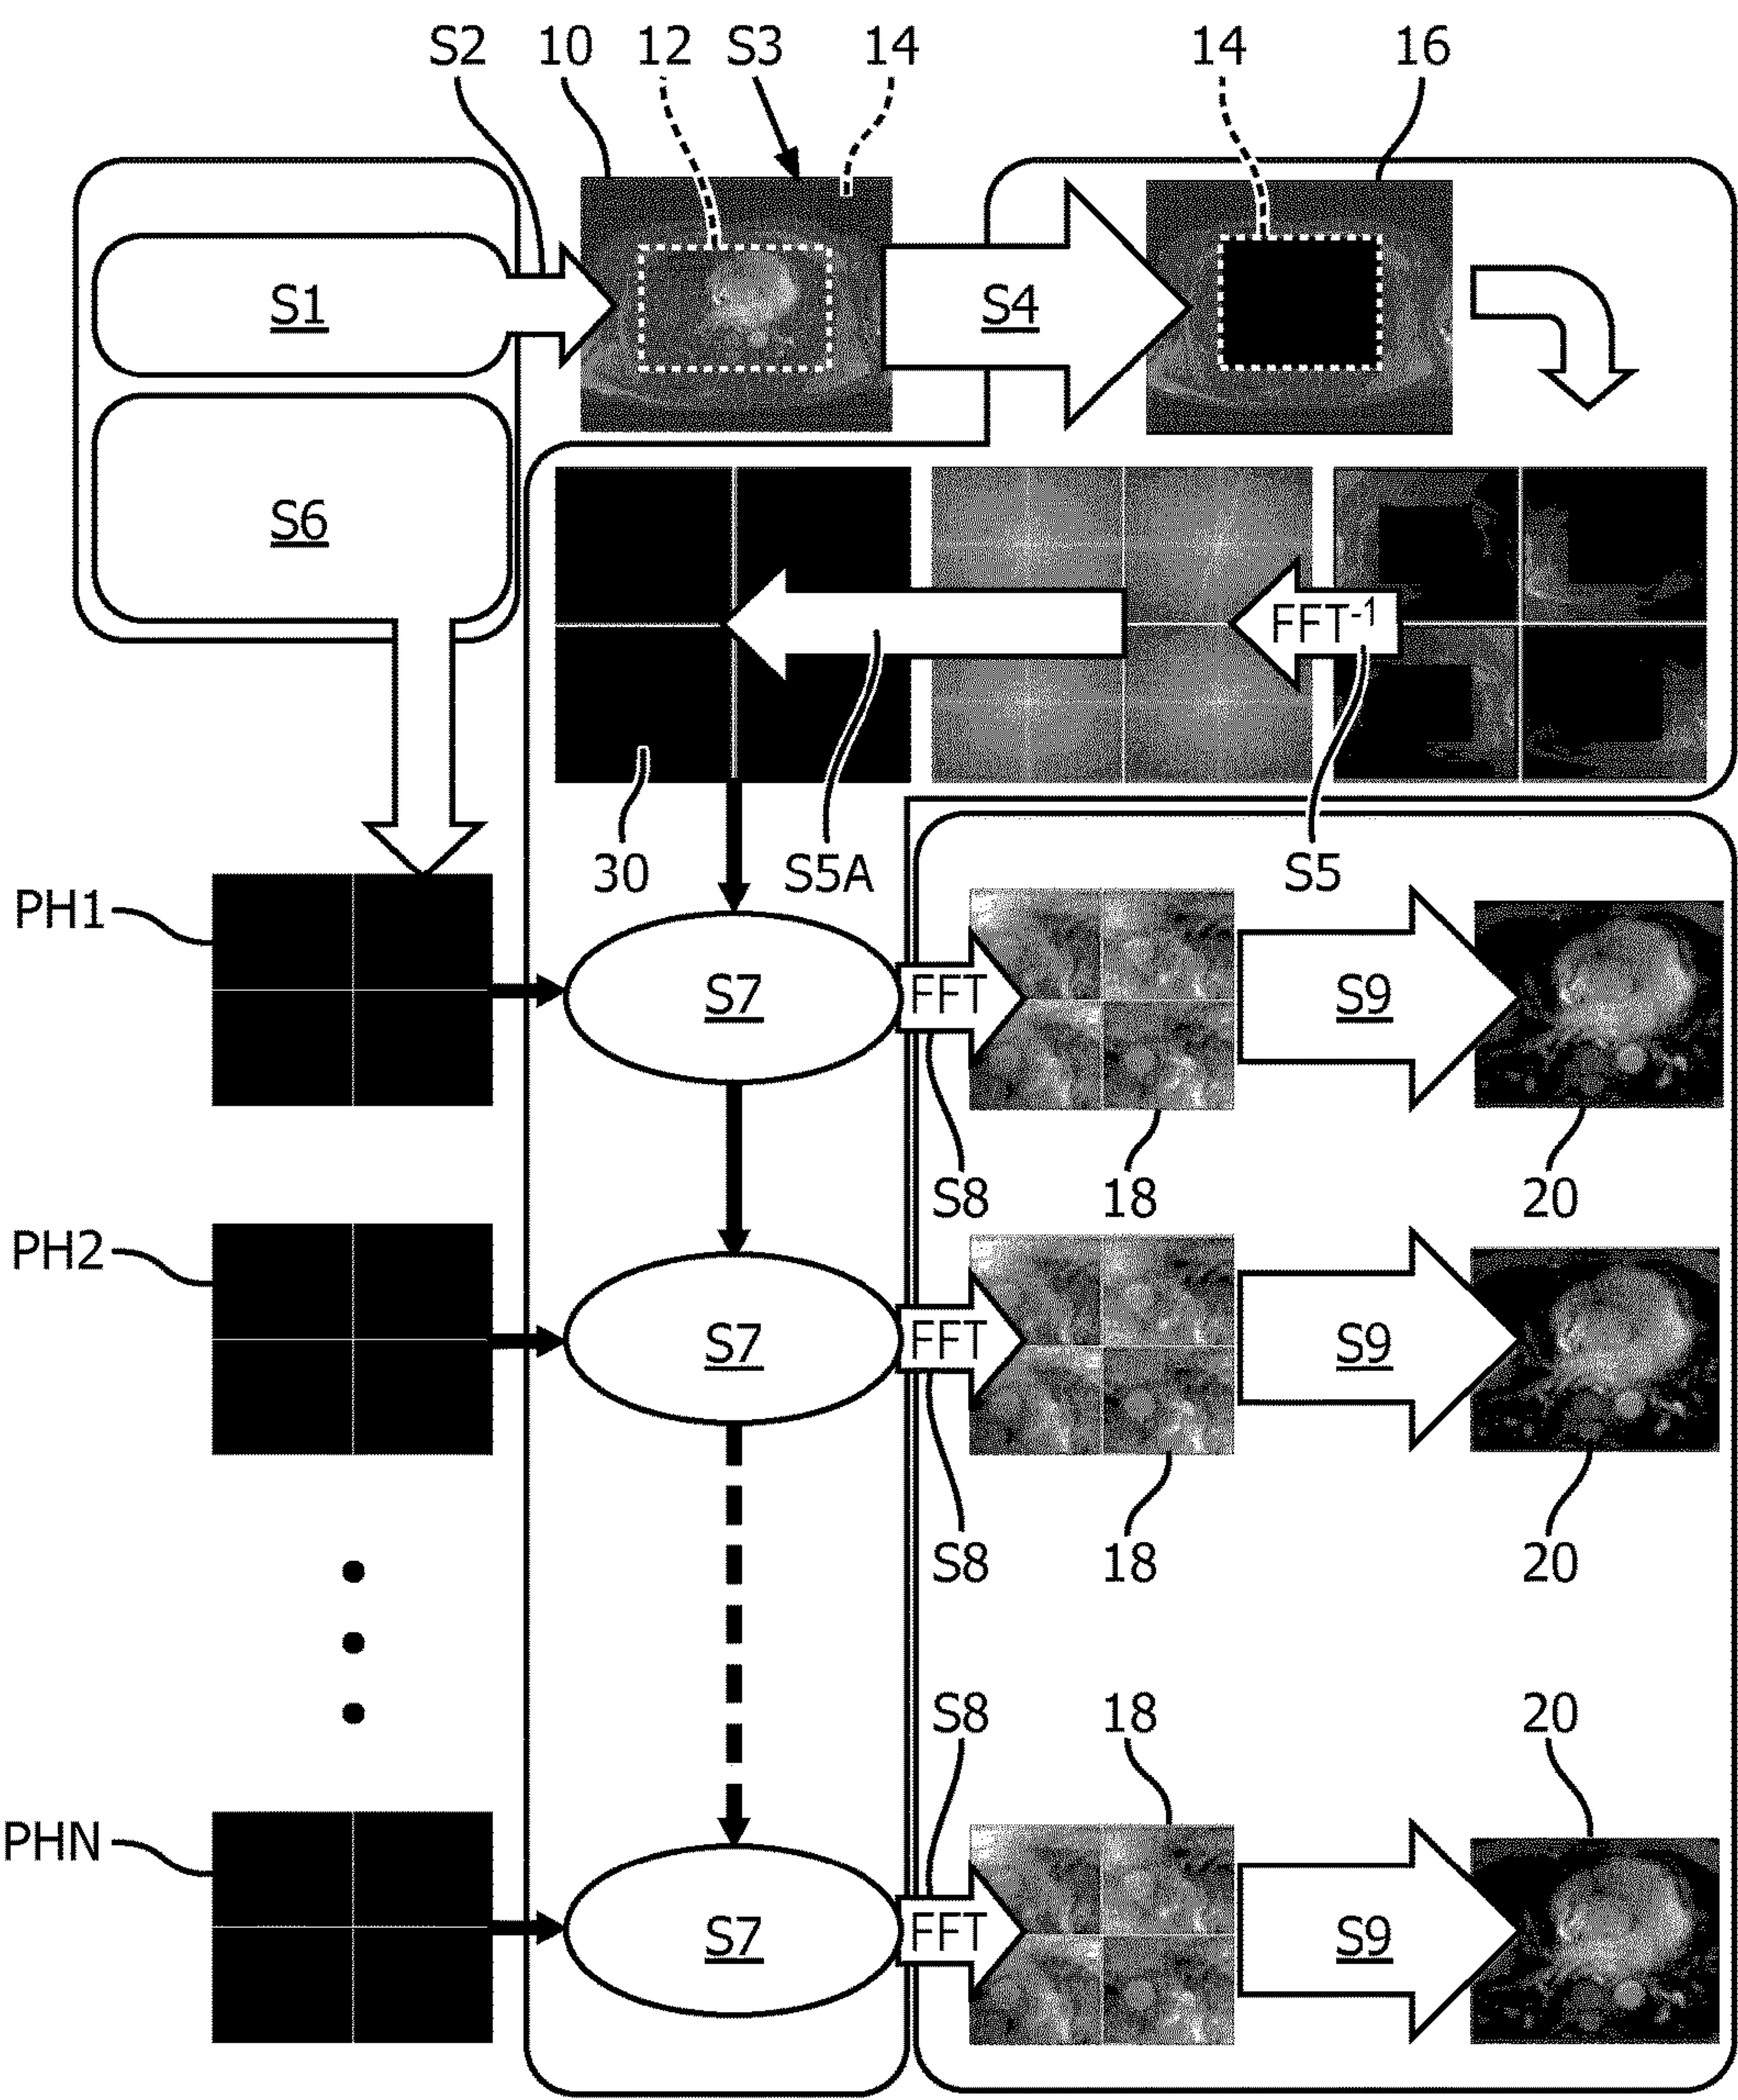 S2 10 12 S3 14 14 16
S1 S4
S6
FFT⁻¹
30 S5A S5
PH1
S7 FFT S9
S8 18 20
PH2
S7 FFT S9
S8 18 20
S8 18 20
PHN
S7 FFT S9